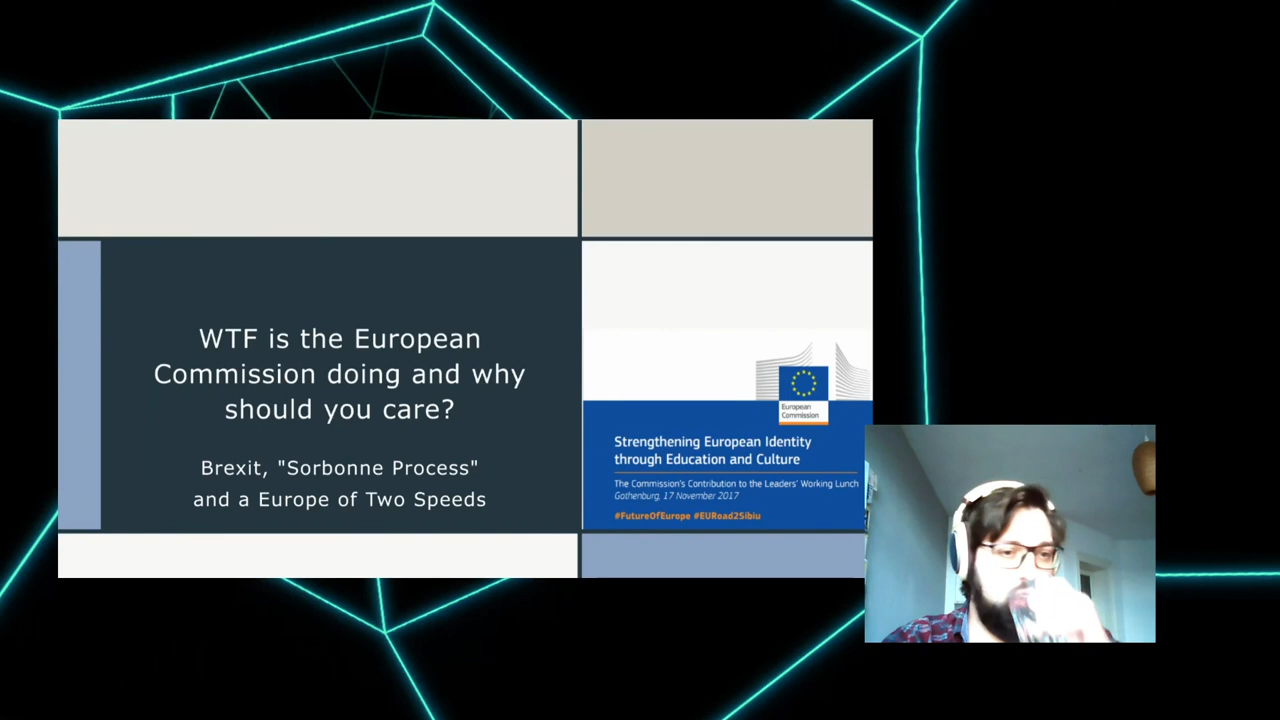 WTF is the European
Commission doing and why
should you care?
Brexit, "Sorbonne Process"
and a Europe of Two Speeds
European
Commission
Strengthening European Identity
through Education and Culture
The Commission's Contribution to the Leaders' Working Lunch
Gothenburg, 17 November 2017
#FutureOfEurope #EURoad2Sibiu